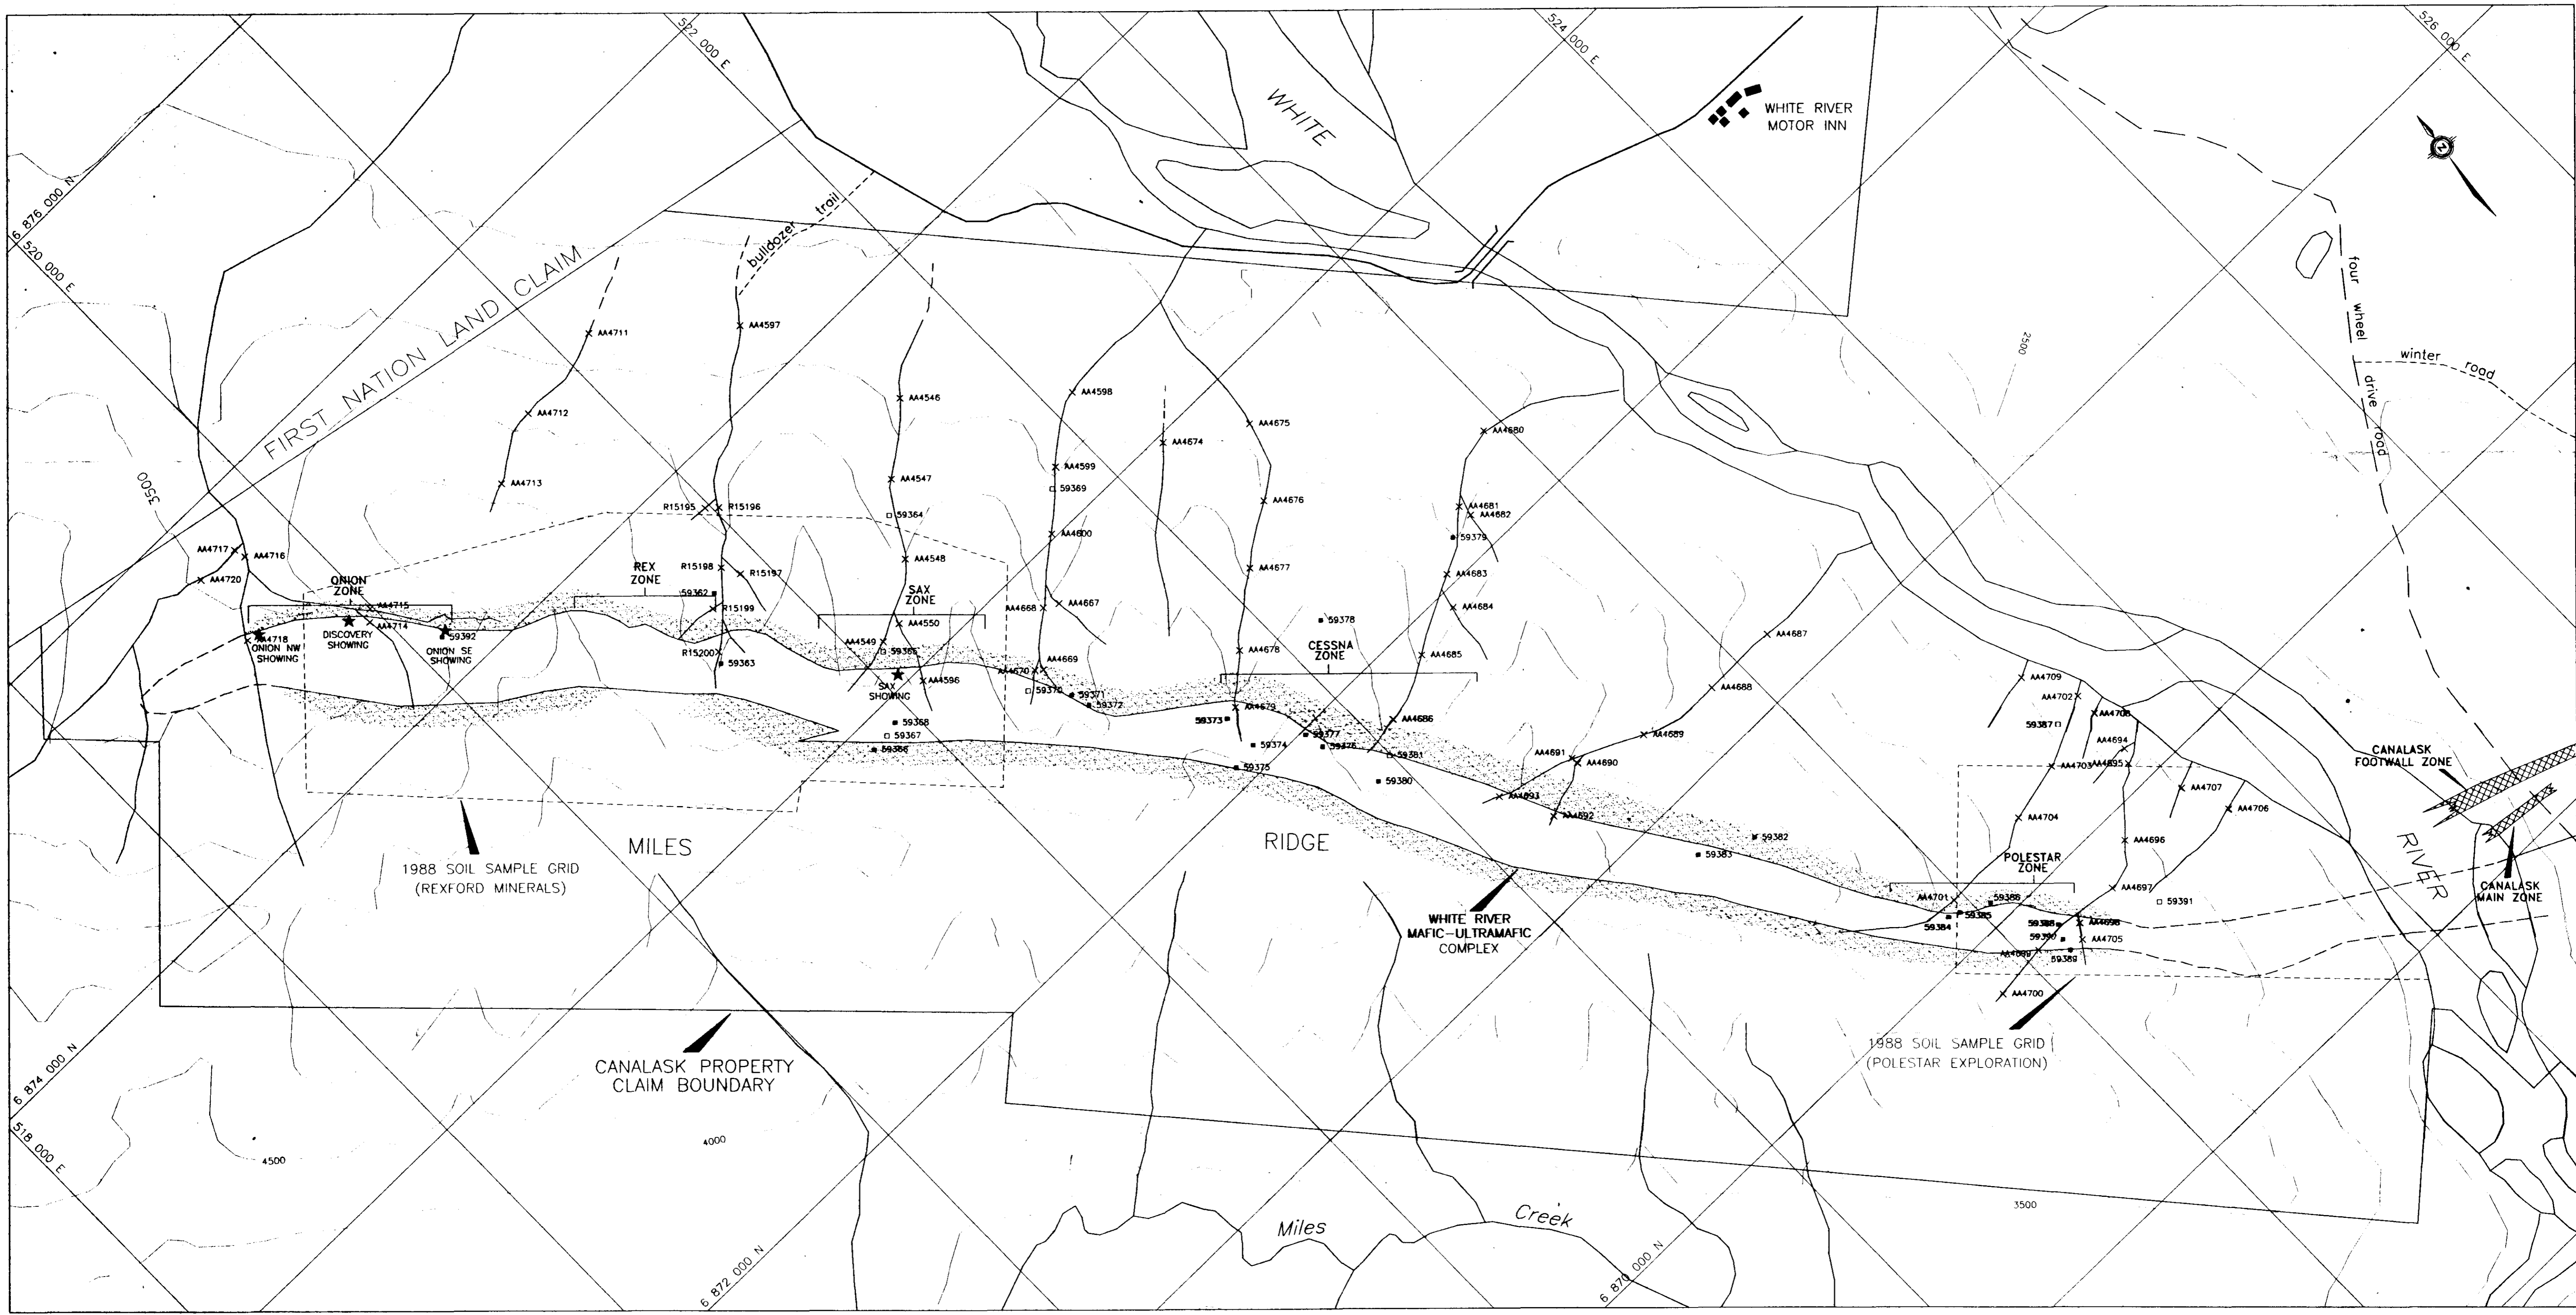 522 000 E
524 000 E
526 000 E
WHITE
WHITE RIVER
MOTOR INN
6 876 000 N
520 000 E
bulldozer trail
FIRST NATION LAND CLAIM
four wheel drive road
winter road
2500
3500
AA4711
AA4597
AA4712
AA4546
AA4598
AA4674
AA4675
AA4680
AA4713
AA4547
AA4599
59369
AA4676
R15195
R15196
59364
AA4681
AA4682
AA4600
59379
AA4717
AA4716
AA4548
AA4720
R15198
R15197
AA4677
AA4683
ONION
ZONE
REX
ZONE
SAX
ZONE
59362
R15199
AA4715
AA4714
AA4668
AA4667
AA4684
59378
AA4687
AA4718
ONION NW
SHOWING
DISCOVERY
SHOWING
59392
ONION SE
SHOWING
R15200
59363
AA4549
AA4550
59365
SAX
SHOWING
AA4596
AA4669
AA4670
59370
59371
59372
AA4678
CESSNA
ZONE
AA4685
AA4688
AA4709
AA4702
AA4708
59387
AA4679
59373
AA4686
59368
59367
59366
59374
59377
59376
59381
59375
59380
AA4689
AA4691
AA4690
AA4694
AA4703
AA4695
CANALASK
FOOTWALL ZONE
AA4693
AA4692
AA4707
AA4706
AA4704
59382
59383
AA4696
MILES
RIDGE
RIVER
1988 SOIL SAMPLE GRID
(REXFORD MINERALS)
POLESTAR
ZONE
AA4697
CANALASK
MAIN ZONE
AA4701
59386
59391
59385
59384
59388
AA4698
59390
AA4705
AA4699
59389
WHITE RIVER
MAFIC-ULTRAMAFIC
COMPLEX
AA4700
1988 SOIL SAMPLE GRID
(POLESTAR EXPLORATION)
CANALASK PROPERTY
CLAIM BOUNDARY
6 874 000 N
518 000 E
4500
4000
3500
Miles Creek
6 872 000 N
6 870 000 N